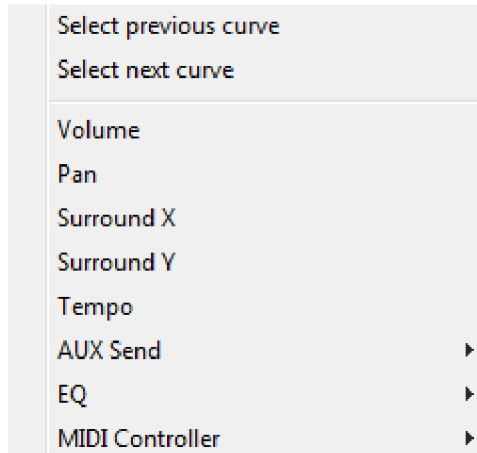 Select previous curve
Select next curve
Volume
Pan
Surround X
Surround Y
Tempo
AUX Send
EQ
MIDI Controller